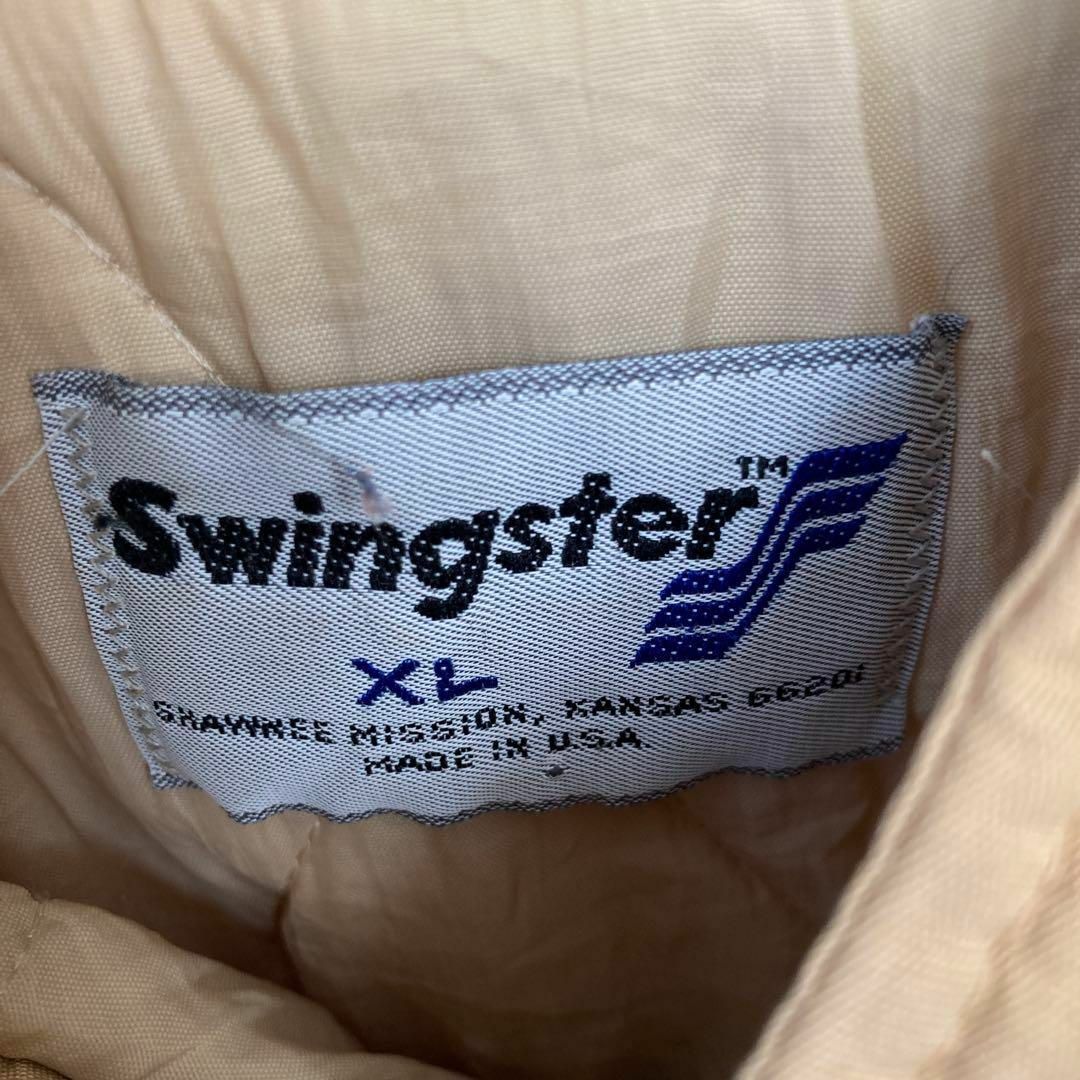 Swingster™
XL
SHAWNEE MISSION, KANSAS 66201
MADE IN U.S.A.